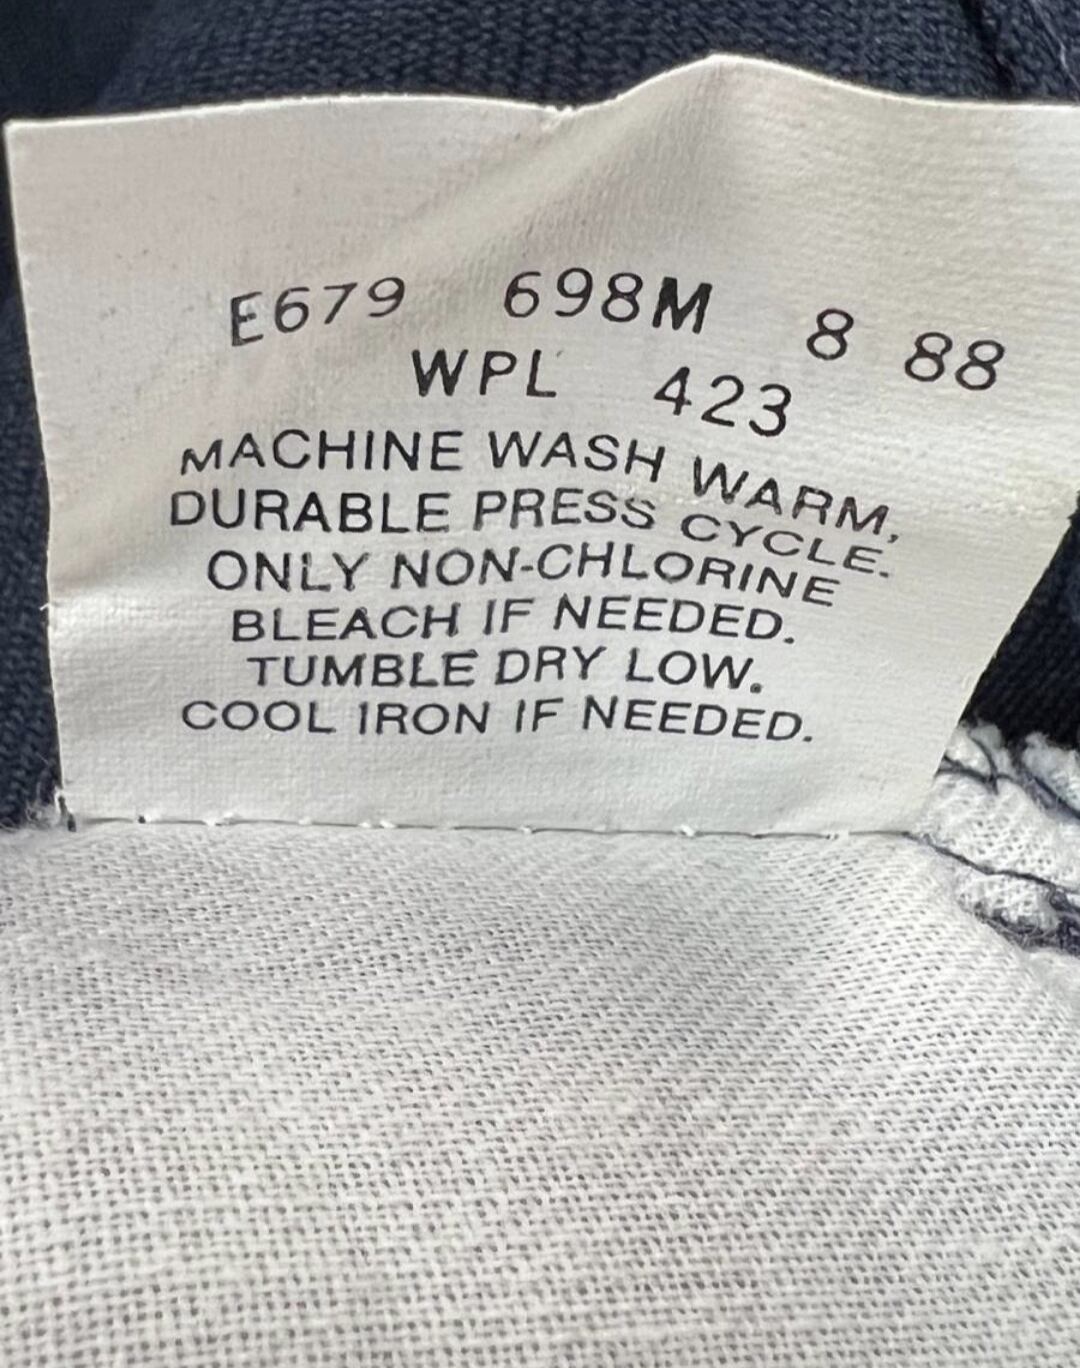 E679 698M 8 88
WPL 423
MACHINE WASH WARM,
DURABLE PRESS CYCLE.
ONLY NON-CHLORINE
BLEACH IF NEEDED.
TUMBLE DRY LOW.
COOL IRON IF NEEDED.